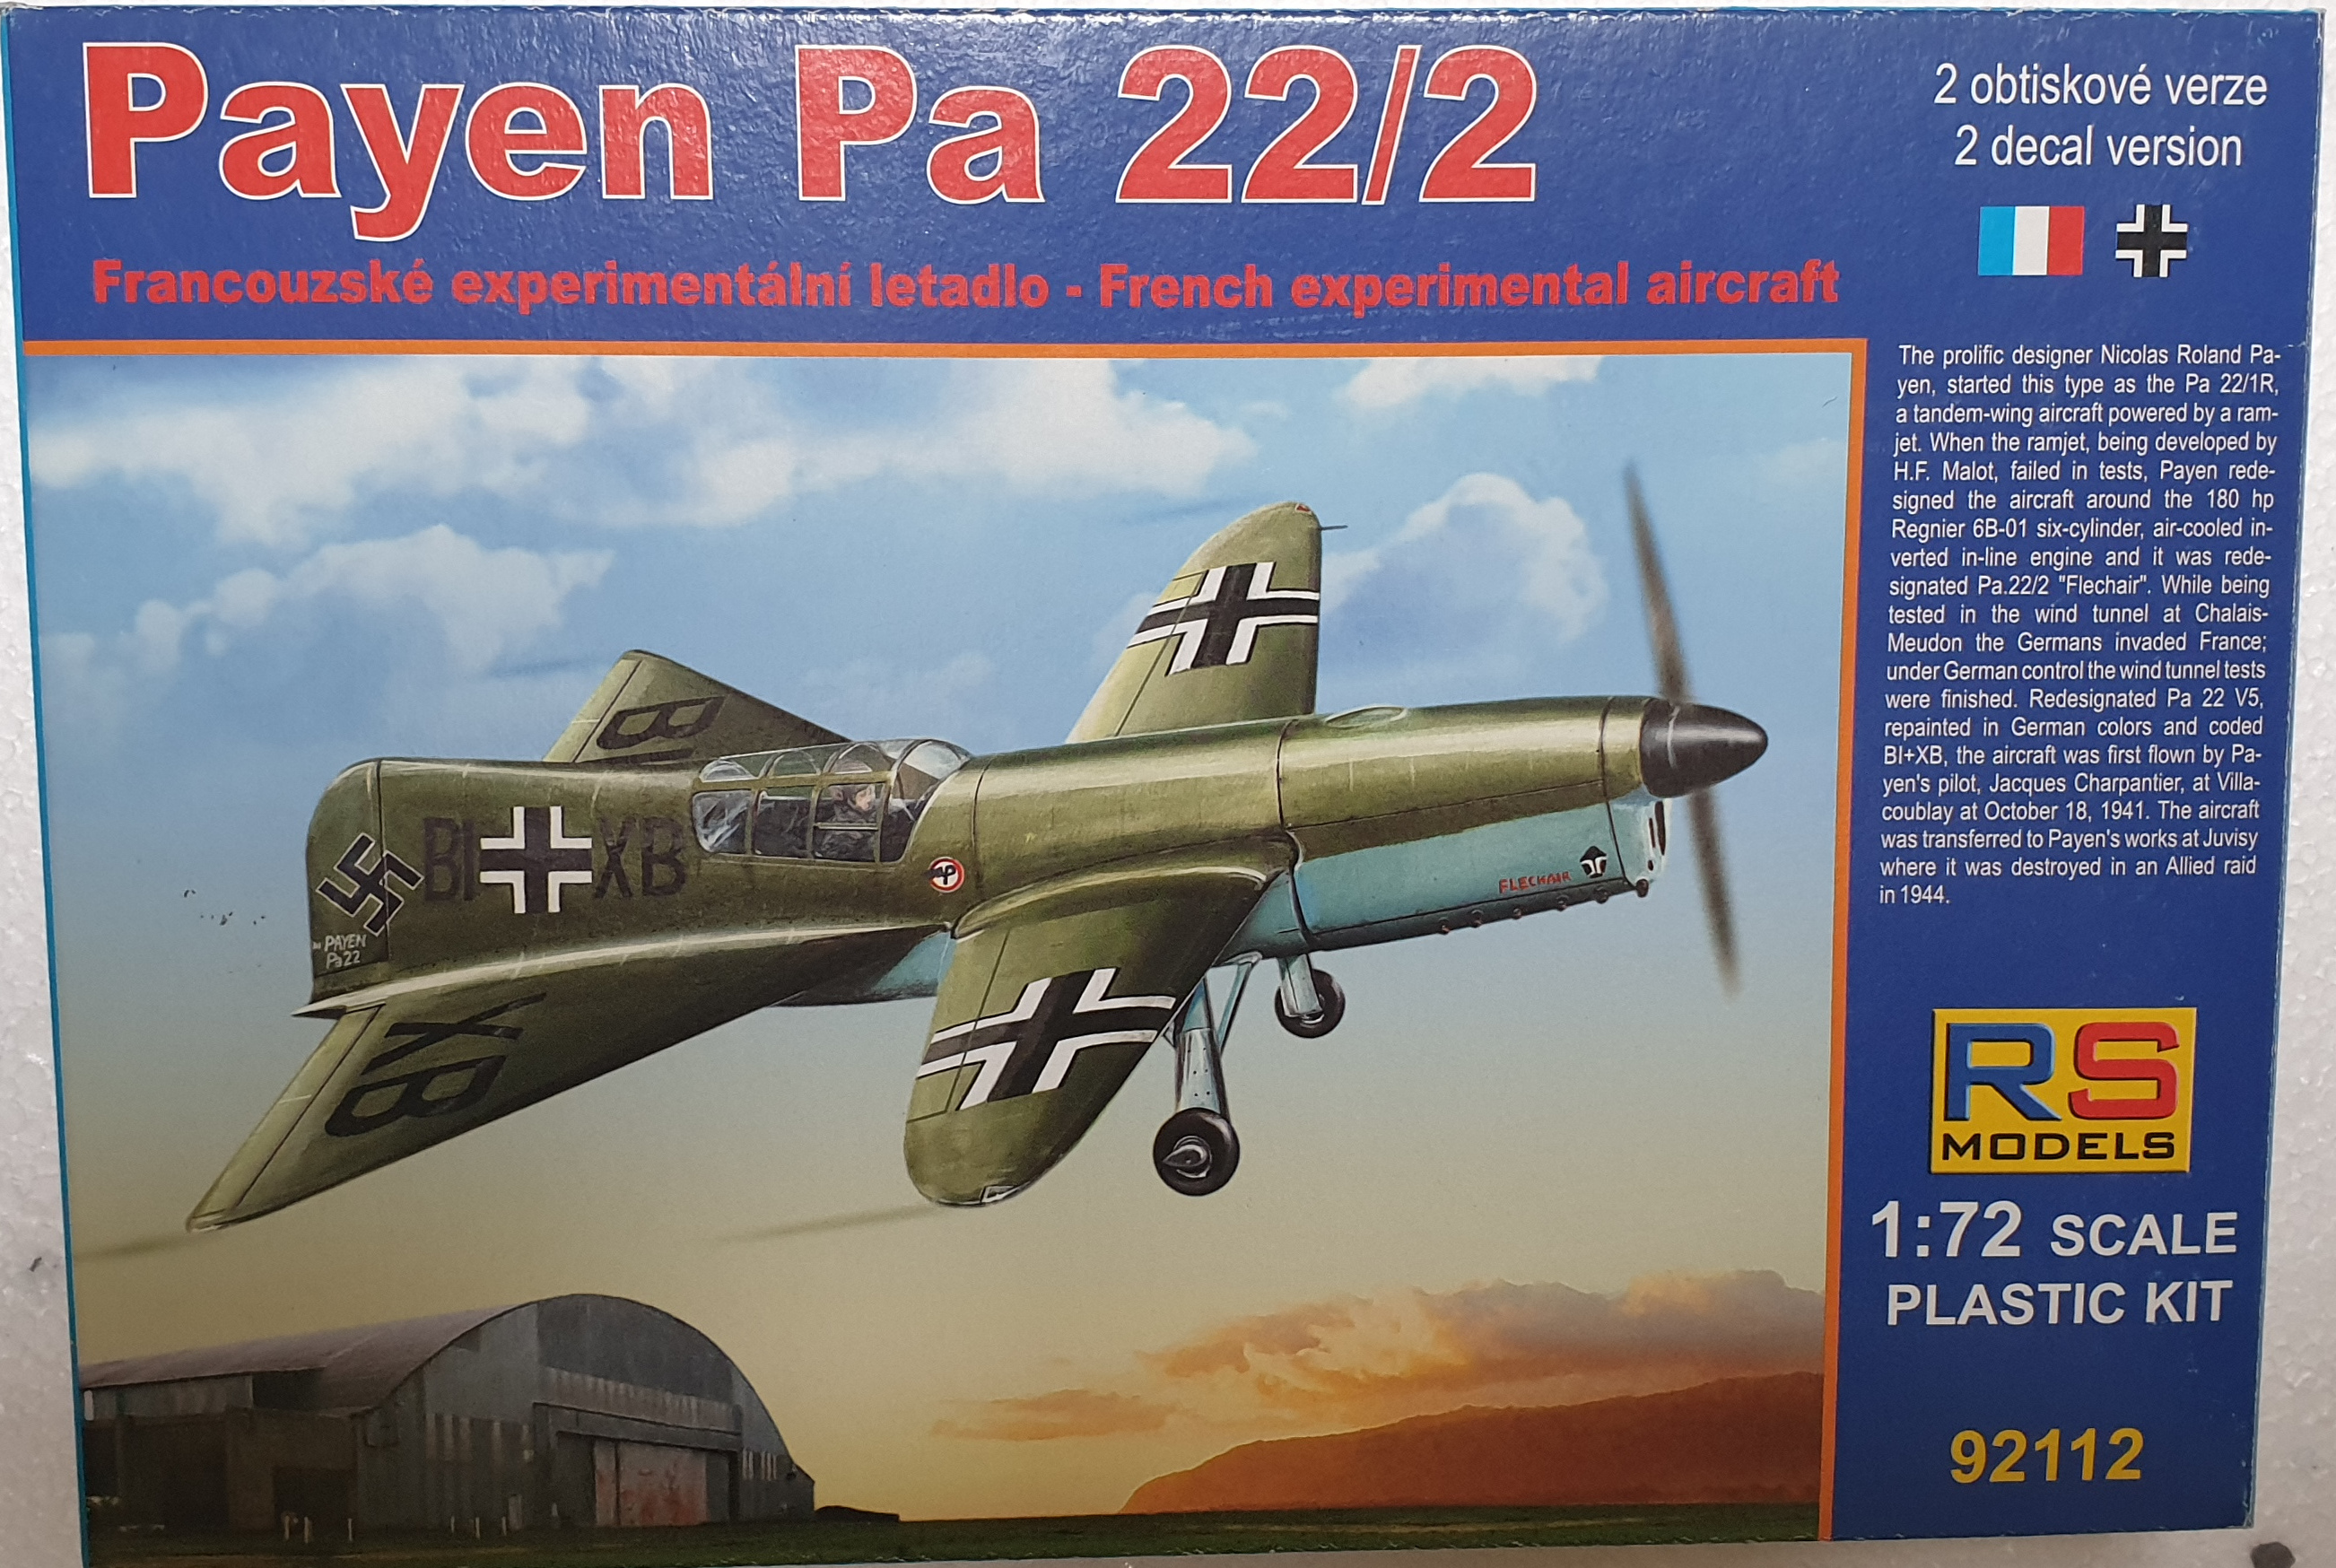 Payen Pa 22/2
Francouzské experimentální letadlo - French experimental aircraft
2 obtiskové verze
2 decal version
The prolific designer Nicolas Roland Pa-
yen, started this type as the Pa 22/1R,
a tandem-wing aircraft powered by a ram-
jet. When the ramjet, being developed by
H.F. Malot, failed in tests, Payen rede-
signed the aircraft around the 180 hp
Regnier 6B-01 six-cylinder, air-cooled in-
verted in-line engine and it was rede-
signated Pa.22/2 "Flechair". While being
tested in the wind tunnel at Chalais-
Meudon the Germans invaded France;
under German control the wind tunnel tests
were finished. Redesignated Pa 22 V5,
repainted in German colors and coded
BI+XB, the aircraft was first flown by Pa-
yen's pilot, Jacques Charpantier, at Villa-
coublay at October 18, 1941. The aircraft
was transferred to Payen's works at Juvisy
where it was destroyed in an Allied raid
in 1944.
BI
BI XB
FLECHAIR
PAYEN
Pa22
XB
RS
MODELS
1:72 SCALE
PLASTIC KIT
92112